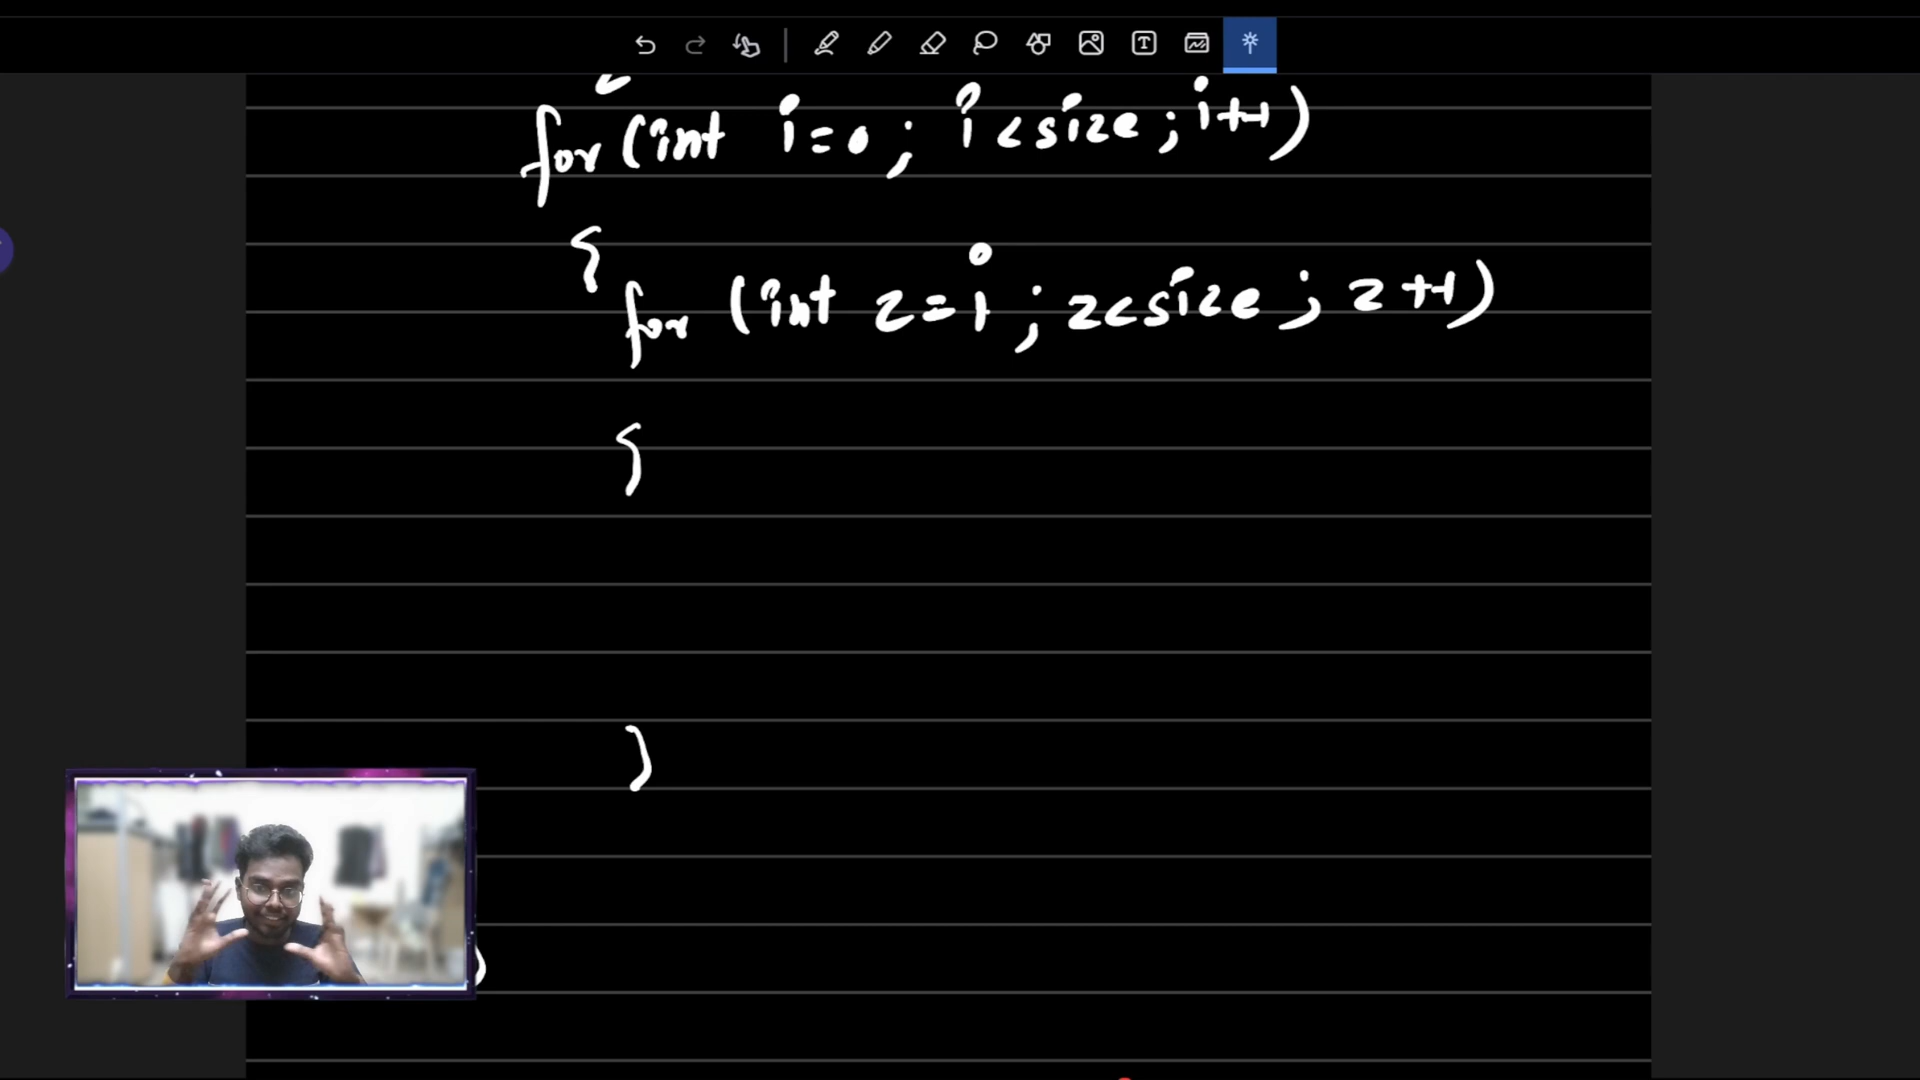 for (int i=0; i<size; i++)
{
for (int z=i; z<size; z++)
{
}